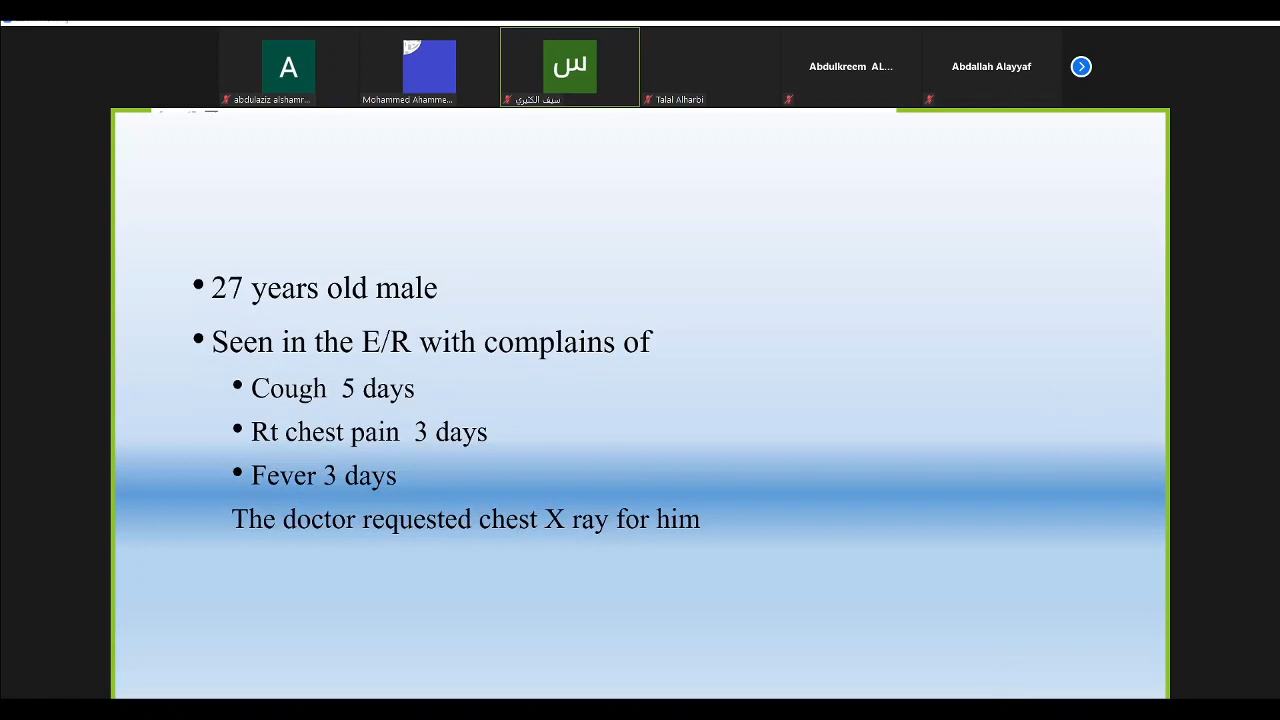 A
abdulaziz alshamr...
Mohammed Ahamme...
س
سيف الكثيري
Talal Alharbi
Abdulkreem AL...
Abdallah Alayyaf
• 27 years old male
• Seen in the E/R with complains of
• Cough 5 days
• Rt chest pain 3 days
• Fever 3 days
The doctor requested chest X ray for him